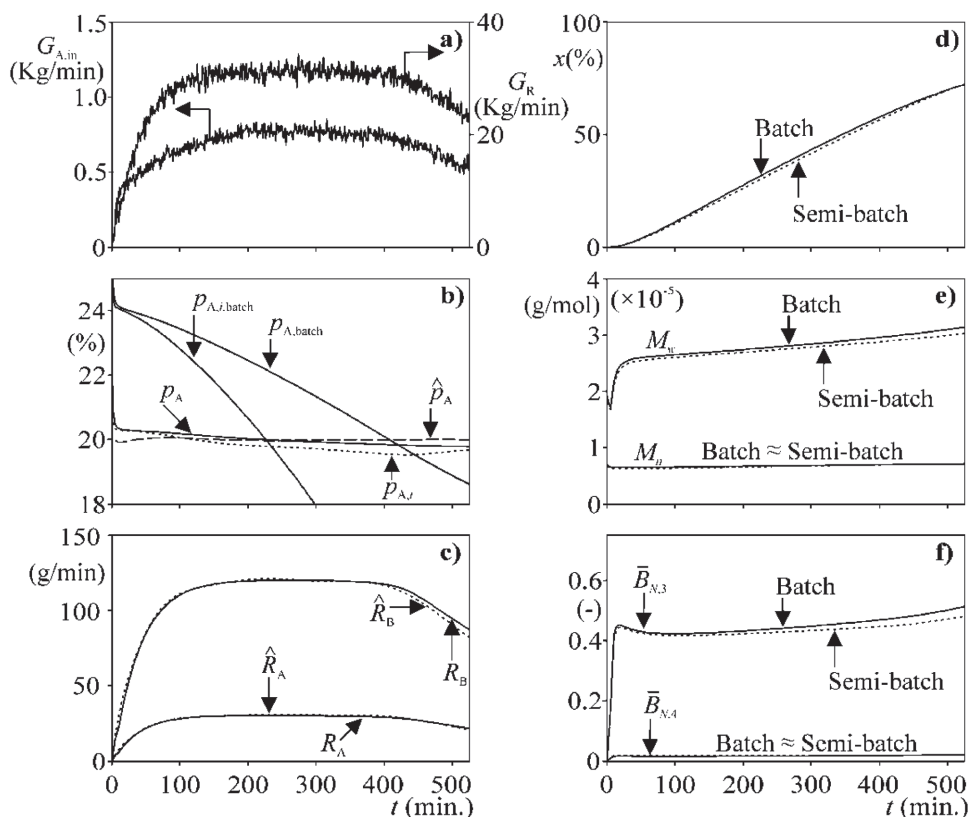 a)
1.5
1.0
0.5
0
G_A,in
(Kg/min)
40
20
0
G_R
(Kg/min)
b)
24
(%)
22
20
18
p_A,i,batch
p_A,batch
p_A
p̂_A
p_A,i
c)
150
(g/min)
100
50
0
R̂_B
R_B
R̂_A
R_A
0 100 200 300 400 500
t (min.)
d)
100
x(%)
50
0
Batch
Semi-batch
e)
4
(g/mol) (×10⁻⁵)
3
2
1
0
M_w
Batch
Semi-batch
M_n
Batch ≈ Semi-batch
f)
0.6
(-)
0.4
0.2
0
B̄_N,3
Batch
Semi-batch
B̄_N,4
Batch ≈ Semi-batch
0 100 200 300 400 500
t (min.)